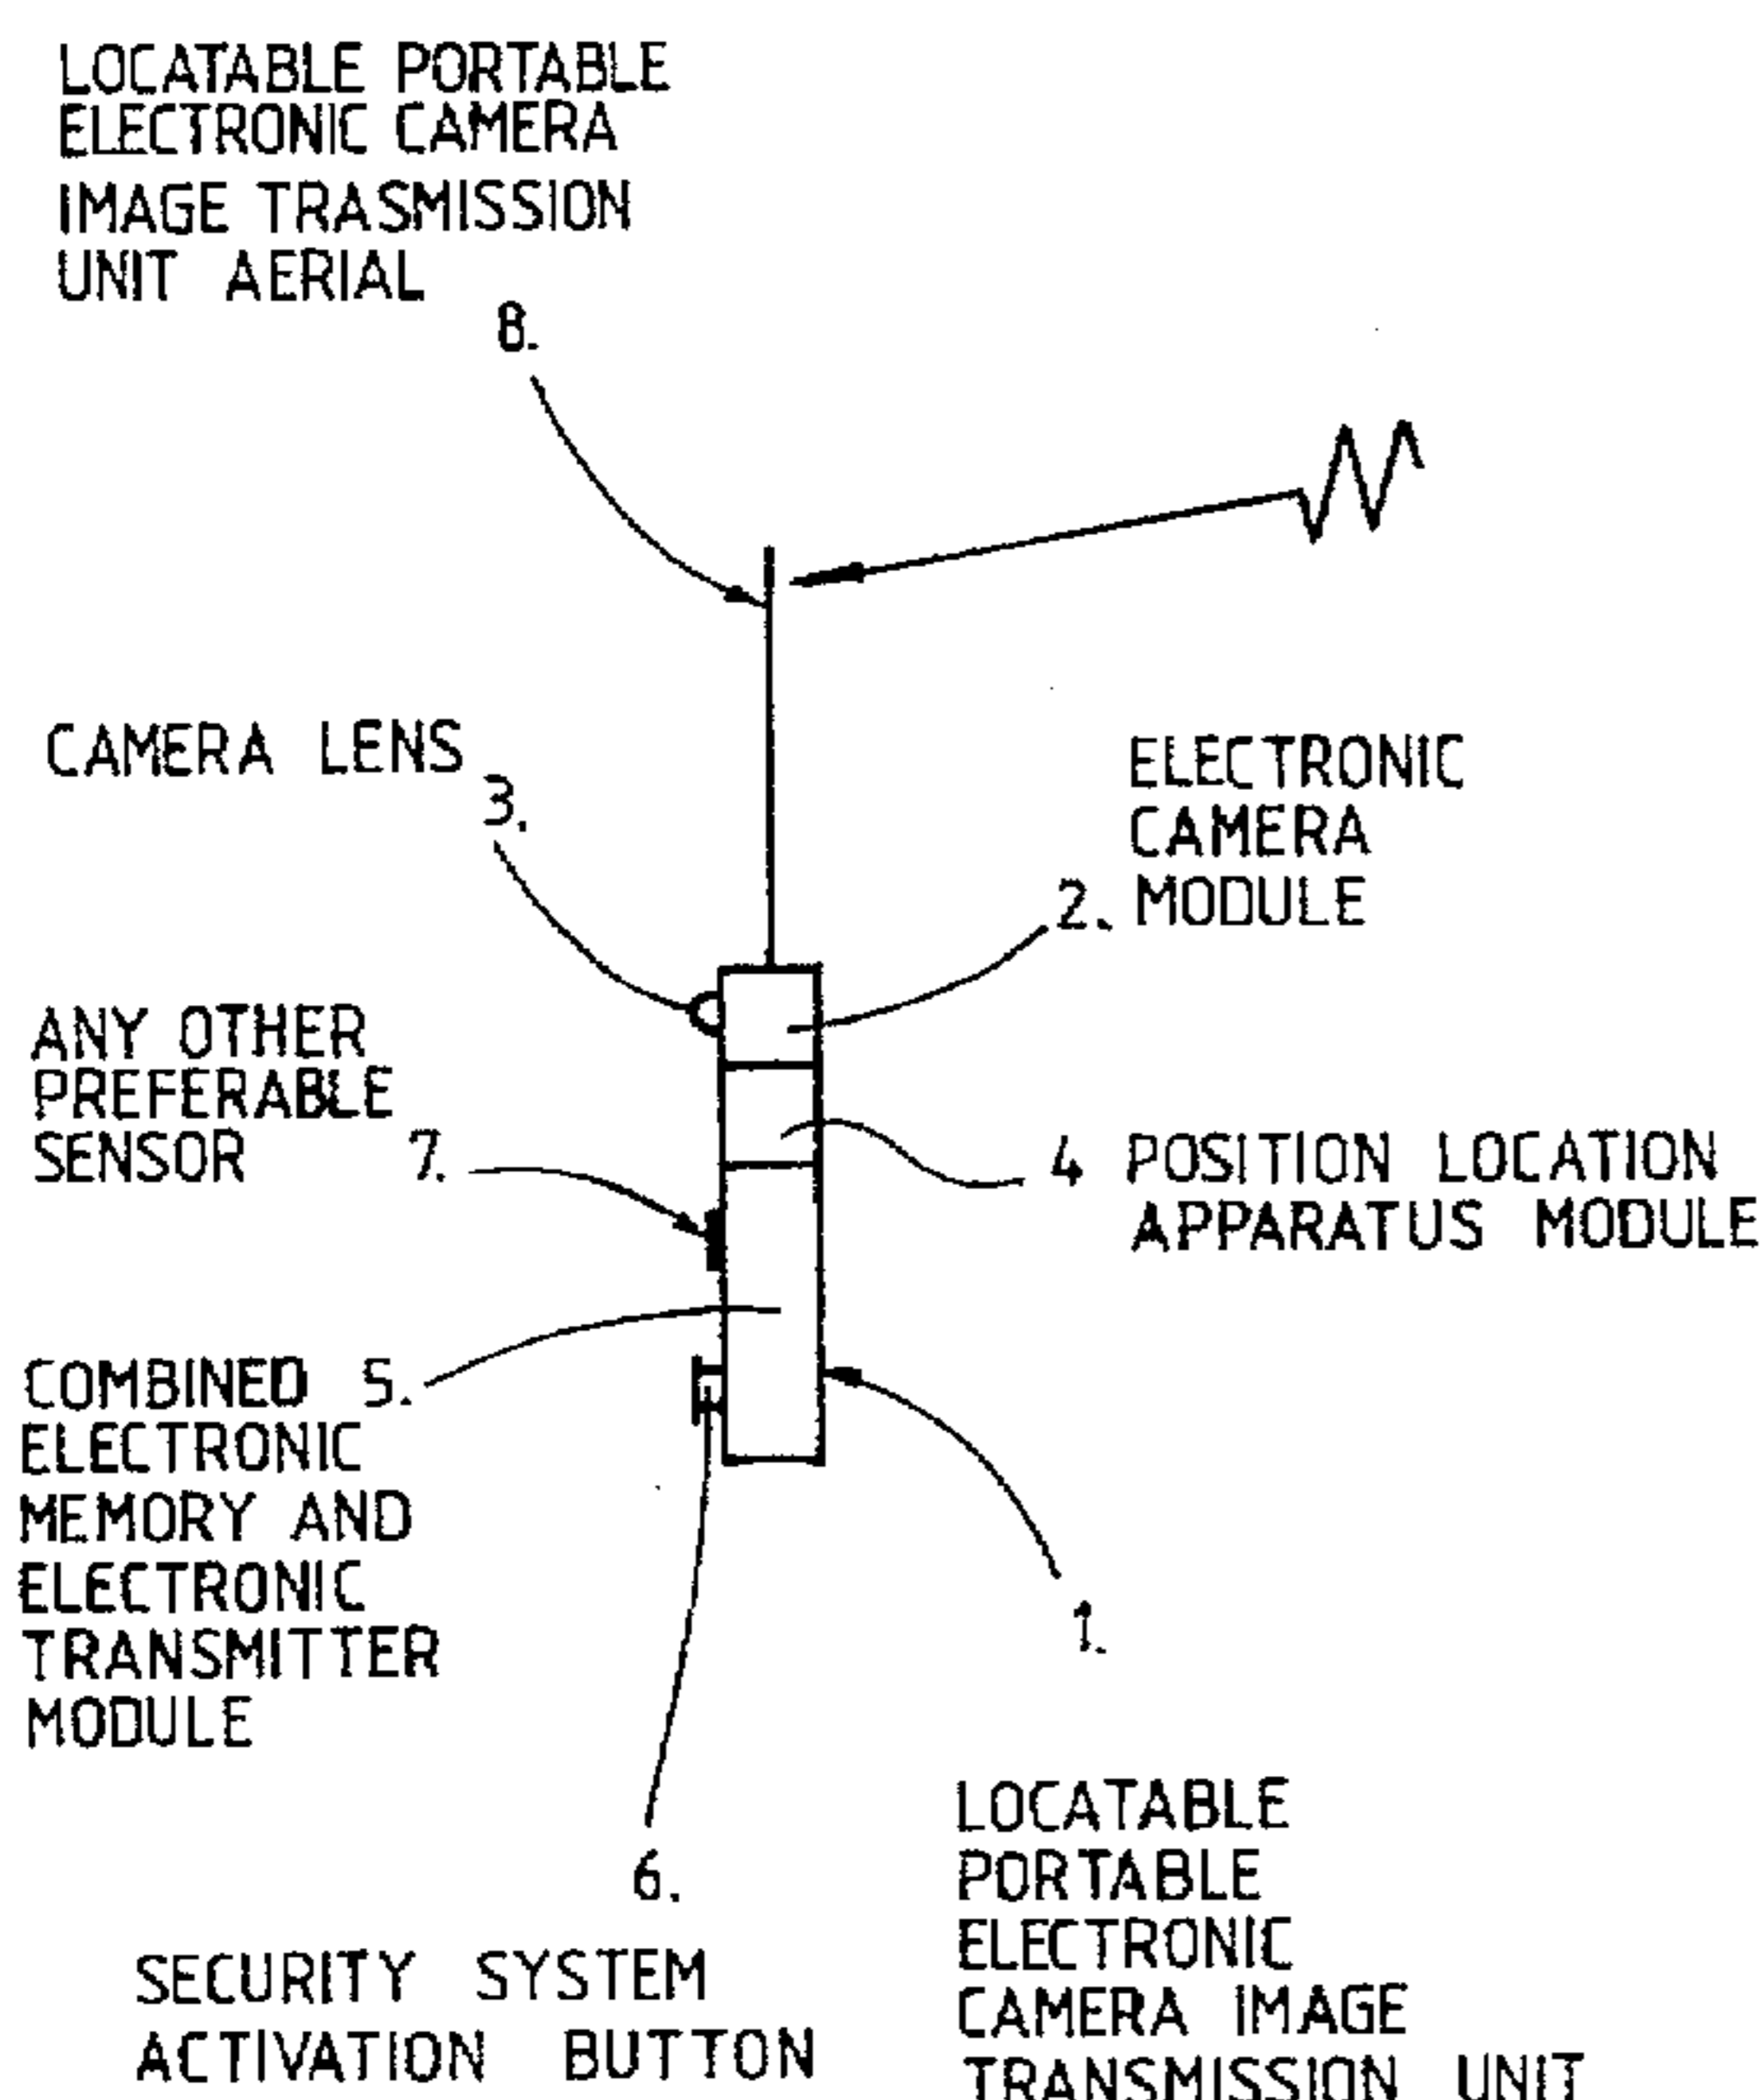 LOCATABLE PORTABLE
ELECTRONIC CAMERA
IMAGE TRASMISSION
UNIT AERIAL
8.
CAMERA LENS
3.
ELECTRONIC
CAMERA
2. MODULE
ANY OTHER
PREFERABLE
SENSOR 7.
4 POSITION LOCATION
APPARATUS MODULE
COMBINED 5.
ELECTRONIC
MEMORY AND
ELECTRONIC
TRANSMITTER
MODULE
1.
6.
SECURITY SYSTEM
ACTIVATION BUTTON
LOCATABLE
PORTABLE
ELECTRONIC
CAMERA IMAGE
TRANSMISSION UNIT